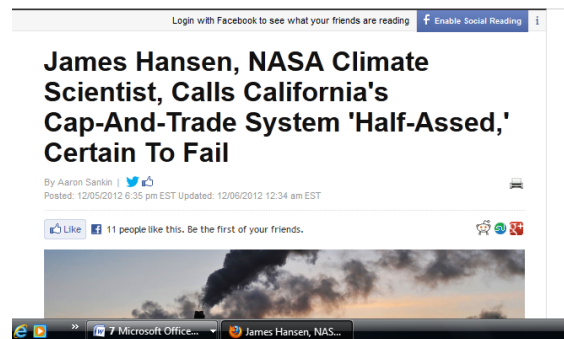 Login with Facebook to see what your friends are reading f Enable Social Reading i
James Hansen, NASA Climate
Scientist, Calls California's
Cap-And-Trade System 'Half-Assed,'
Certain To Fail
By Aaron Sankin |
Posted: 12/05/2012 6:35 pm EST Updated: 12/06/2012 12:34 am EST
Like 11 people like this. Be the first of your friends.
» 7 Microsoft Office... James Hansen, NAS...